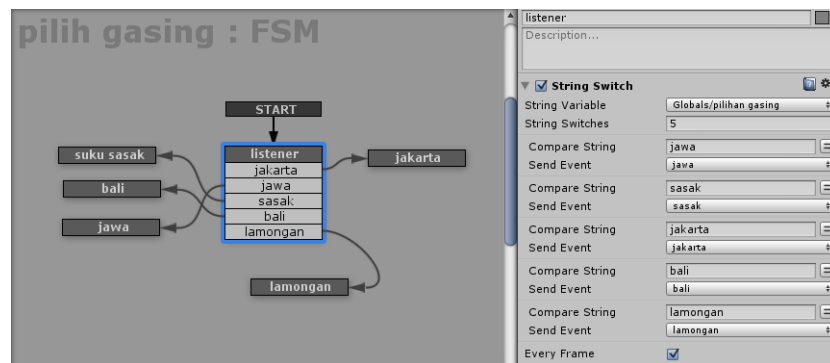 pilih gasing : FSM
START
listener
jakarta
jawa
sasak
bali
lamongan
suku sasak
bali
jawa
jakarta
lamongan
listener
Description...
String Switch
String Variable Globals/pilihan gasing
String Switches 5
Compare String jawa
Send Event jawa
Compare String sasak
Send Event sasak
Compare String jakarta
Send Event jakarta
Compare String bali
Send Event bali
Compare String lamongan
Send Event lamongan
Every Frame